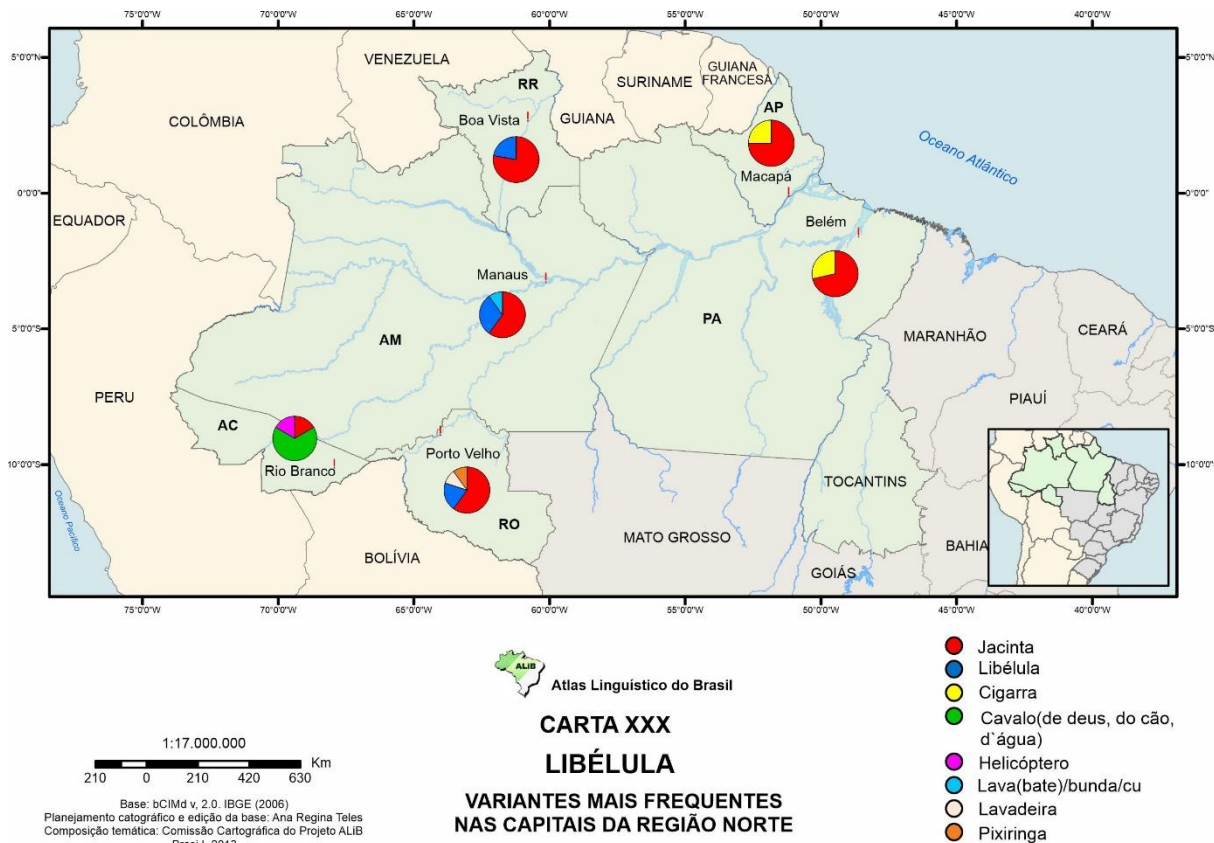 75°0'0"W 70°0'0"W 65°0'0"W 60°0'0"W 55°0'0"W 50°0'0"W 45°0'0"W 40°0'0"W
5°0'0"N 5°0'0"N
VENEZUELA
GUIANA
FRANCESA
SURINAME
RR
AP
COLÔMBIA
Boa Vista
GUIANA
Oceano Atlântico
Macapá
0°0'0" 0°0'0"
EQUADOR
Belém
Manaus
PA
AM
5°0'0"S 5°0'0"S
MARANHÃO
CEARÁ
PERU
PIAUÍ
AC
Rio Branco
Porto Velho
10°0'0"S 10°0'0"S
TOCANTINS
Oceano Pacífico
RO
MATO GROSSO
BOLÍVIA
BAHIA
GOIÁS
75°0'0"W 70°0'0"W 65°0'0"W 60°0'0"W 55°0'0"W 50°0'0"W 45°0'0"W 40°0'0"W
ALiB
Atlas Linguístico do Brasil
CARTA XXX
LIBÉLULA
VARIANTES MAIS FREQUENTES
NAS CAPITAIS DA REGIÃO NORTE
1:17.000.000
Km
210 0 210 420 630
Base: bCIMd v, 2.0. IBGE (2006)
Planejamento catográfico e edição da base: Ana Regina Teles
Composição temática: Comissão Cartográfica do Projeto ALiB
Jacinta
Libélula
Cigarra
Cavalo(de deus, do cão,
d`água)
Helicóptero
Lava(bate)/bunda/cu
Lavadeira
Pixiringa